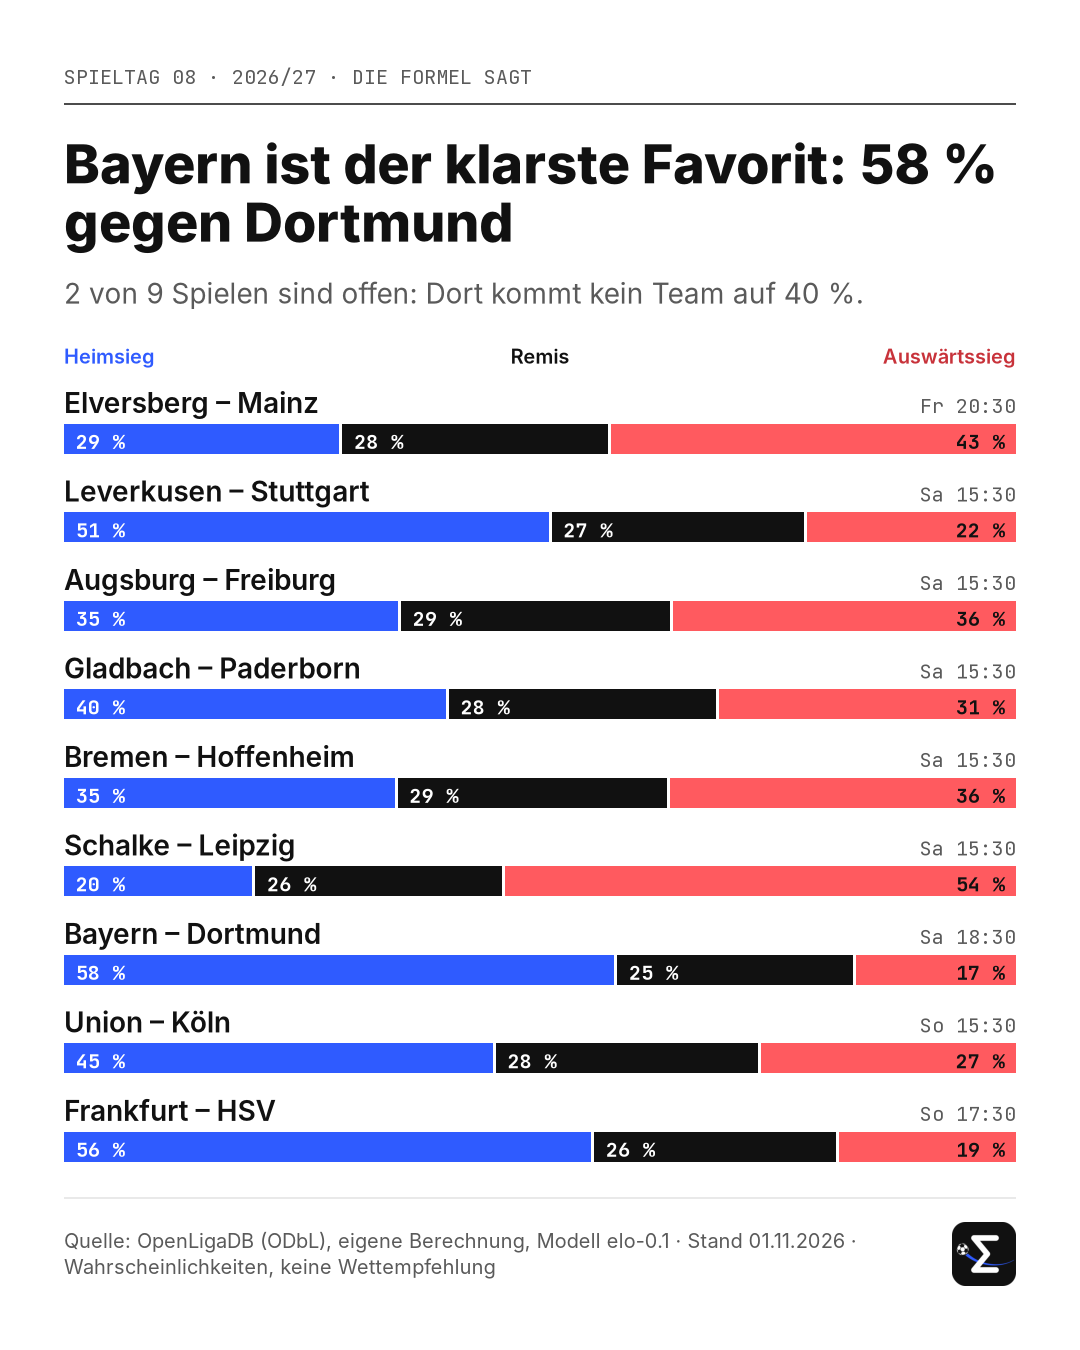 SPIELTAG 08 · 2026/27 · DIE FORMEL SAGT
Bayern ist der klarste Favorit: 58 %
gegen Dortmund
2 von 9 Spielen sind offen: Dort kommt kein Team auf 40 %.
Heimsieg Remis Auswärtssieg
Elversberg – Mainz Fr 20:30
29 % 28 % 43 %
Leverkusen – Stuttgart Sa 15:30
51 % 27 % 22 %
Augsburg – Freiburg Sa 15:30
35 % 29 % 36 %
Gladbach – Paderborn Sa 15:30
40 % 28 % 31 %
Bremen – Hoffenheim Sa 15:30
35 % 29 % 36 %
Schalke – Leipzig Sa 15:30
20 % 26 % 54 %
Bayern – Dortmund Sa 18:30
58 % 25 % 17 %
Union – Köln So 15:30
45 % 28 % 27 %
Frankfurt – HSV So 17:30
56 % 26 % 19 %
Quelle: OpenLigaDB (ODbL), eigene Berechnung, Modell elo-0.1 · Stand 01.11.2026 ·
Wahrscheinlichkeiten, keine Wettempfehlung
Σ